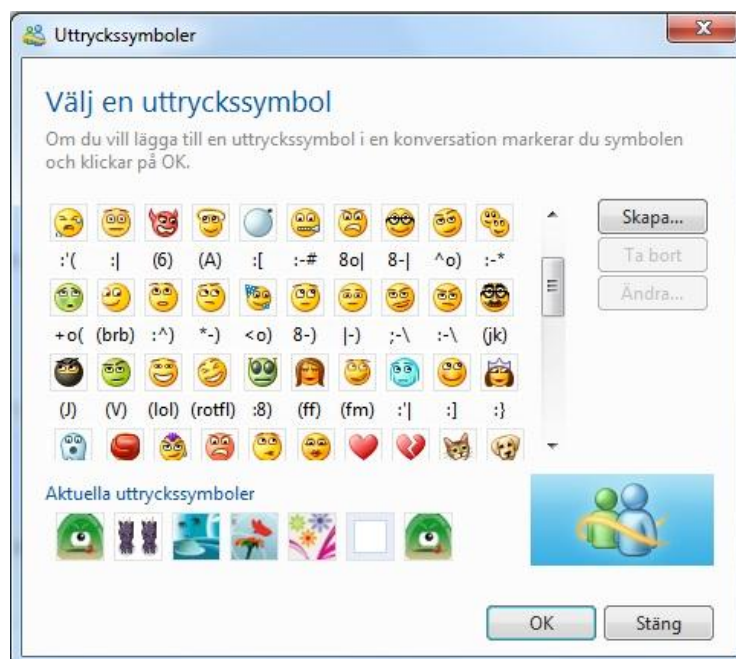 Uttryckssymboler
Välj en uttryckssymbol
Om du vill lägga till en uttryckssymbol i en konversation markerar du symbolen
och klickar på OK.
Skapa...
Ta bort
Ändra...
:'( :| (6) (A) :[ :-# 8o| 8-| ^o) :-*
+o( (brb) :^) *-) <o) 8-) |-) ;-\ :-\ (jk)
(J) (V) (lol) (rotfl) :8) (ff) (fm) :'| :] :}
Aktuella uttryckssymboler
OK
Stäng